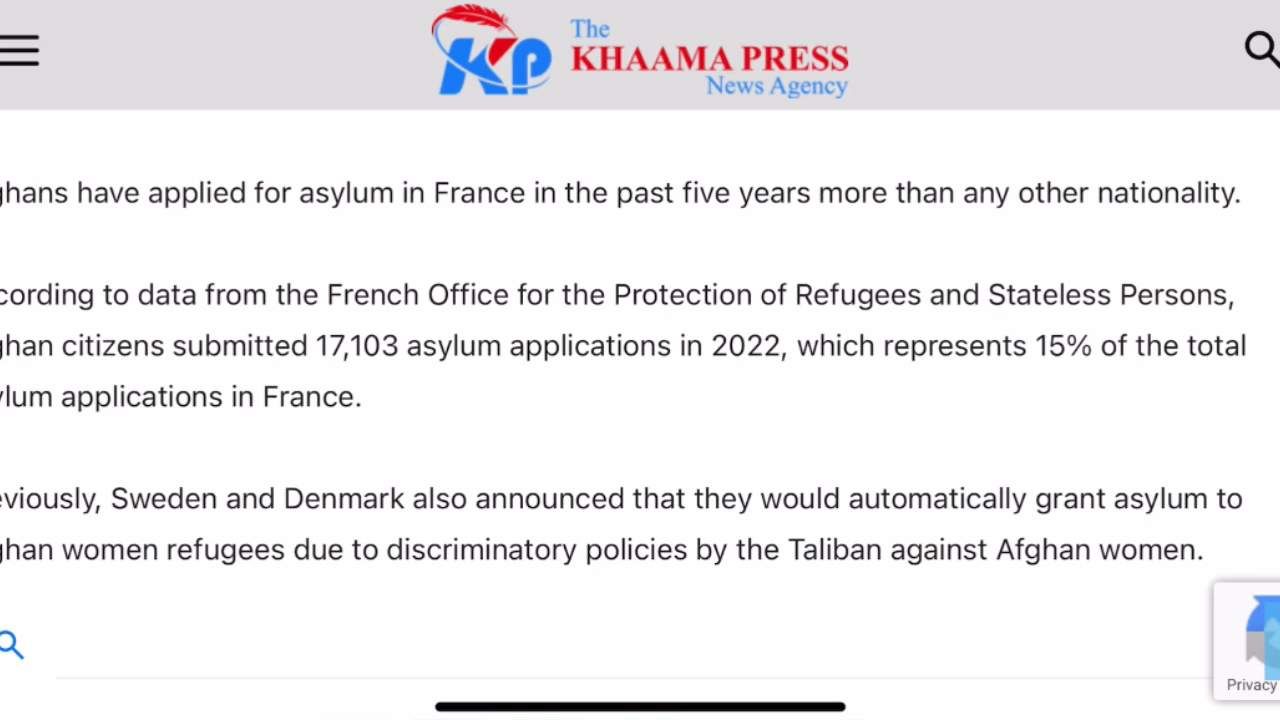 The
KHAAMA PRESS
News Agency
ghans have applied for asylum in France in the past five years more than any other nationality.
cording to data from the French Office for the Protection of Refugees and Stateless Persons,
ghan citizens submitted 17,103 asylum applications in 2022, which represents 15% of the total
ylum applications in France.
eviously, Sweden and Denmark also announced that they would automatically grant asylum to
ghan women refugees due to discriminatory policies by the Taliban against Afghan women.
Privacy